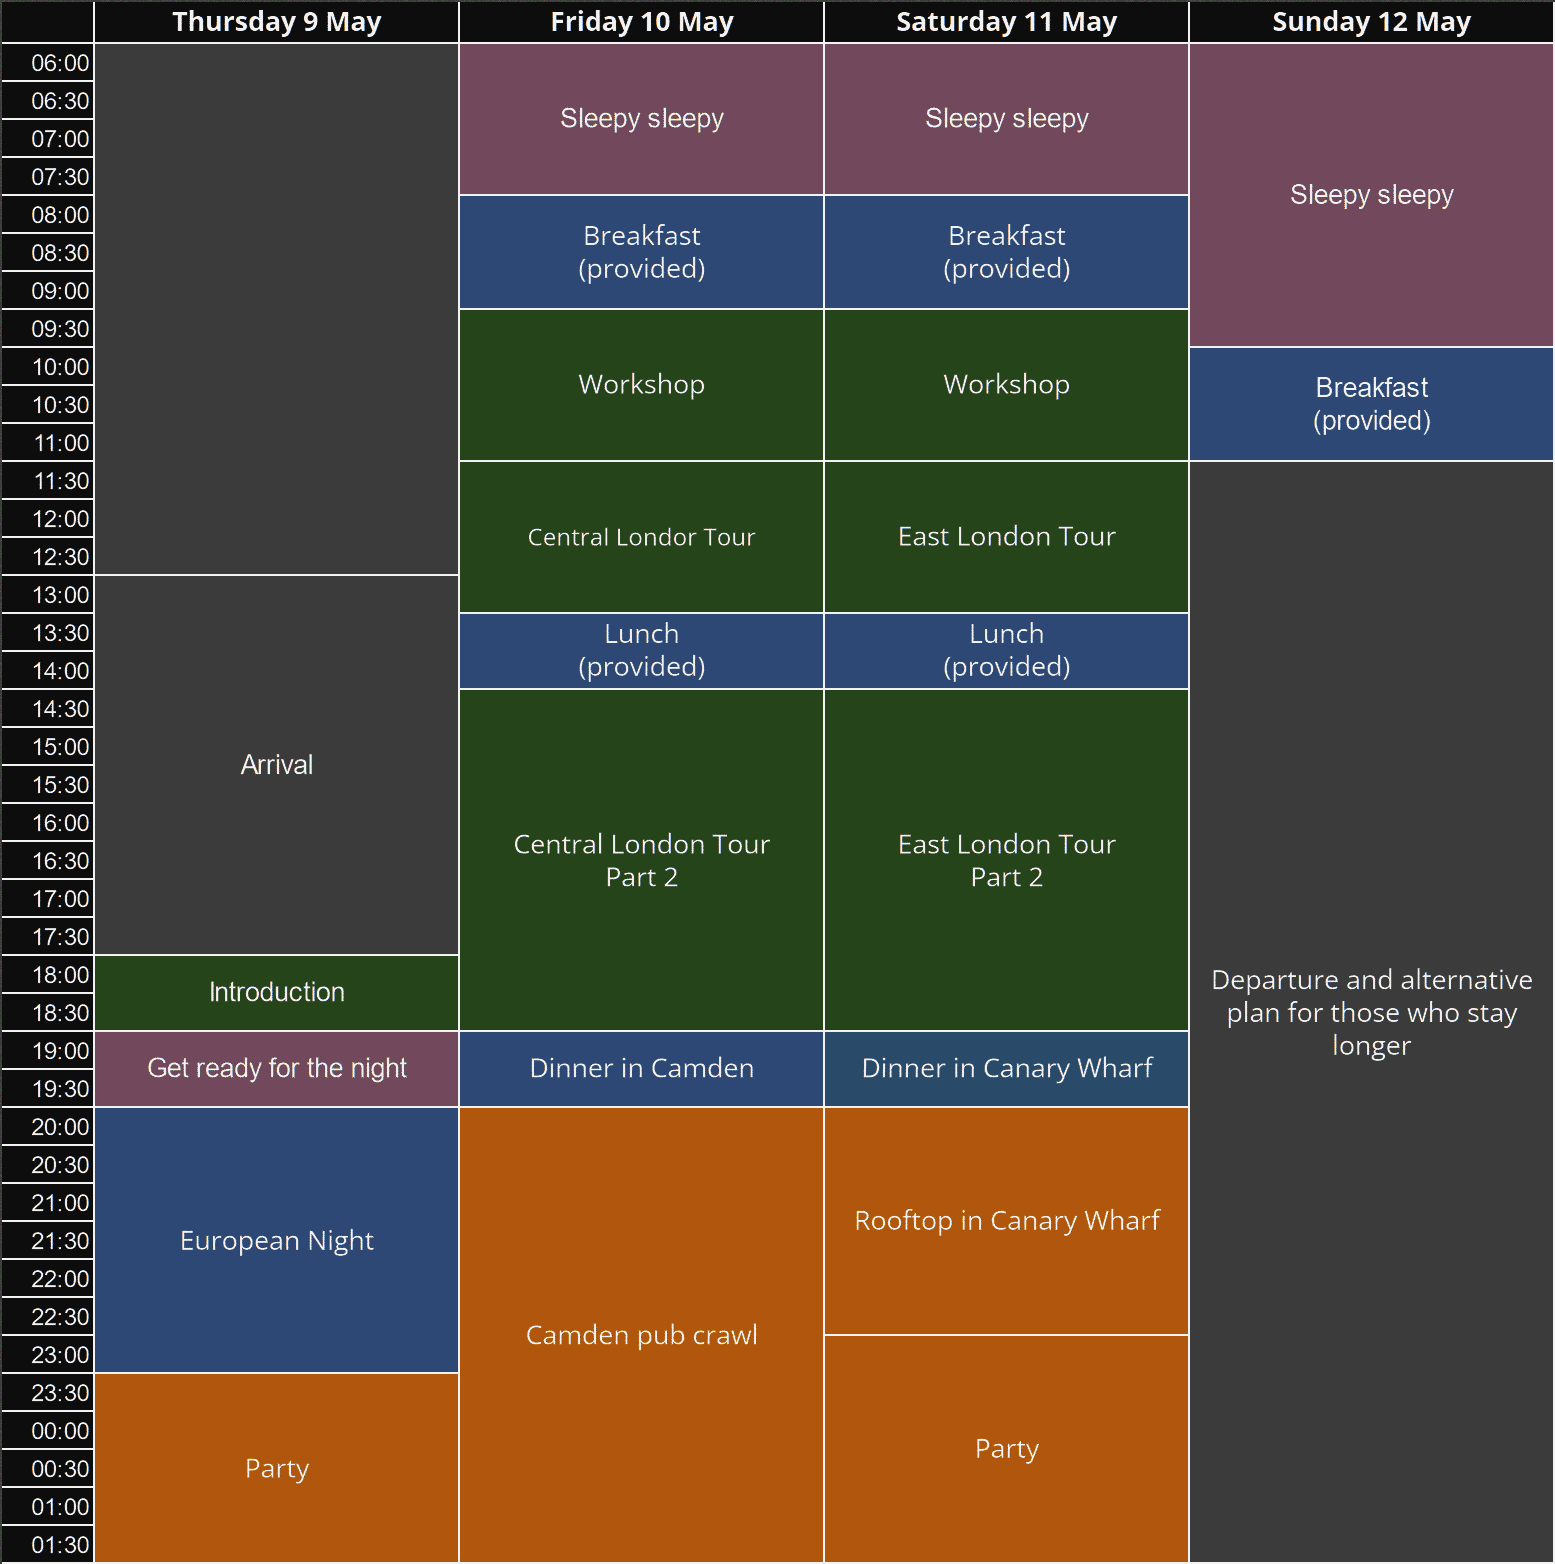 Thursday 9 May Friday 10 May Saturday 11 May Sunday 12 May
06:00
06:30
Sleepy sleepy Sleepy sleepy
07:00
07:30
Sleepy sleepy
08:00
Breakfast Breakfast
08:30
(provided) (provided)
09:00
09:30
10:00
Workshop Workshop Breakfast
10:30
(provided)
11:00
11:30
12:00
Central Londor Tour East London Tour
12:30
13:00
13:30
Lunch Lunch
(provided) (provided)
14:00
14:30
15:00
Arrival
15:30
16:00
Central London Tour East London Tour
16:30
Part 2 Part 2
17:00
17:30
18:00
Introduction
Departure and alternative
plan for those who stay
longer
18:30
19:00
Get ready for the night Dinner in Camden Dinner in Canary Wharf
19:30
20:00
20:30
21:00
Rooftop in Canary Wharf
21:30
European Night
22:00
22:30
Camden pub crawl
23:00
23:30
00:00
Party
00:30
Party
01:00
01:30